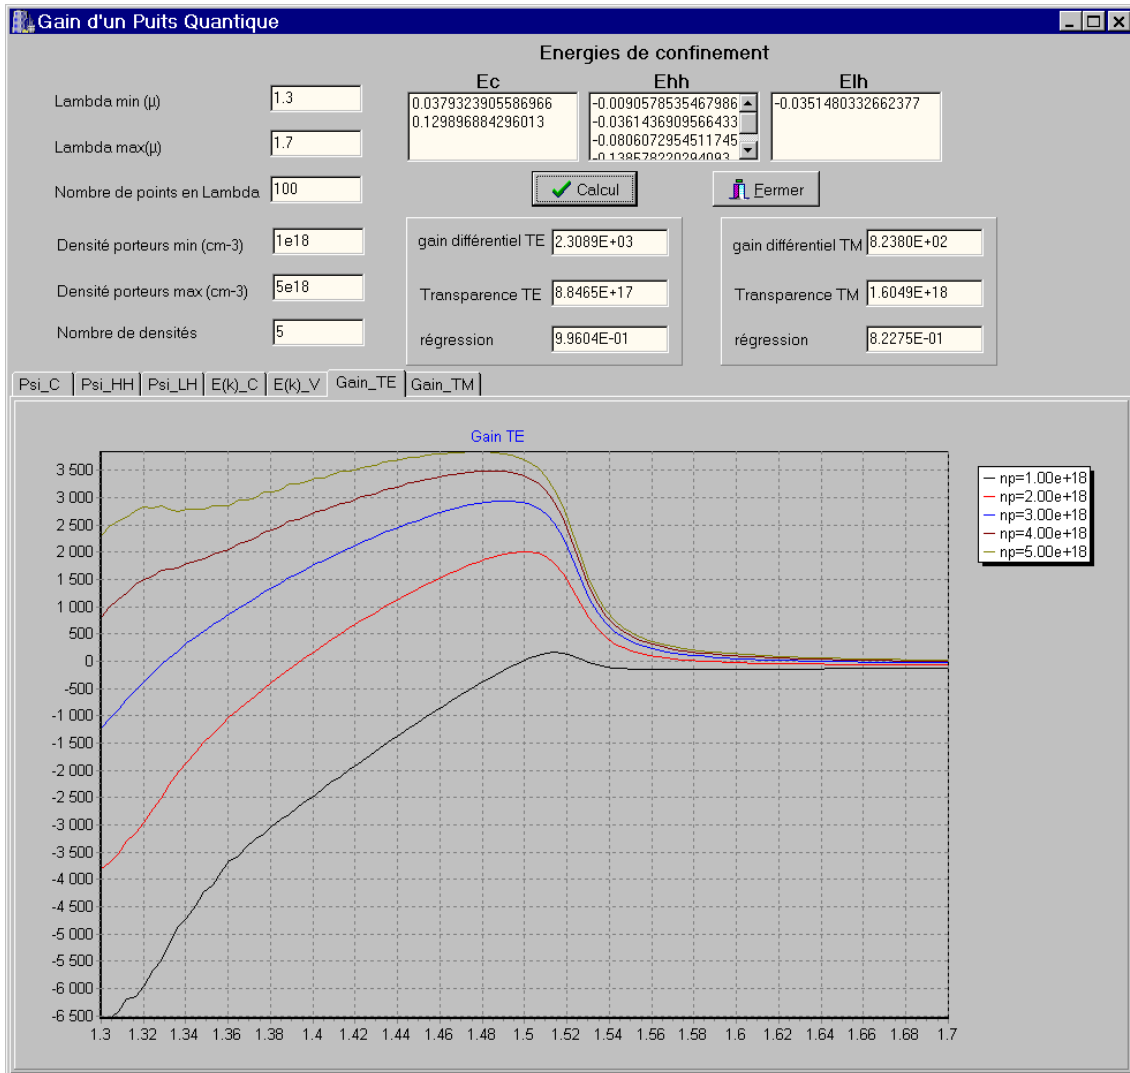 Gain d'un Puits Quantique
Energies de confinement
Ec
Ehh
Elh
Lambda min (µ)
1.3
0.0379323905586966
0.129896884296013
-0.0090578535467986
-0.0361436909566433
-0.0806072954511745
-0.138578220294093
-0.0351480332662377
Lambda max(µ)
1.7
Nombre de points en Lambda
100
Calcul
Fermer
Densité porteurs min (cm-3)
1e18
gain différentiel TE
2.3089E+03
gain différentiel TM
8.2380E+02
Densité porteurs max (cm-3)
5e18
Transparence TE
8.8465E+17
Transparence TM
1.6049E+18
Nombre de densités
5
régression
9.9604E-01
régression
8.2275E-01
Psi_C
Psi_HH
Psi_LH
E(k)_C
E(k)_V
Gain_TE
Gain_TM
Gain TE
3 500
3 000
2 500
2 000
1 500
1 000
500
0
-500
-1 000
-1 500
-2 000
-2 500
-3 000
-3 500
-4 000
-4 500
-5 000
-5 500
-6 000
-6 500
1.3 1.32 1.34 1.36 1.38 1.4 1.42 1.44 1.46 1.48 1.5 1.52 1.54 1.56 1.58 1.6 1.62 1.64 1.66 1.68 1.7
np=1.00e+18
np=2.00e+18
np=3.00e+18
np=4.00e+18
np=5.00e+18